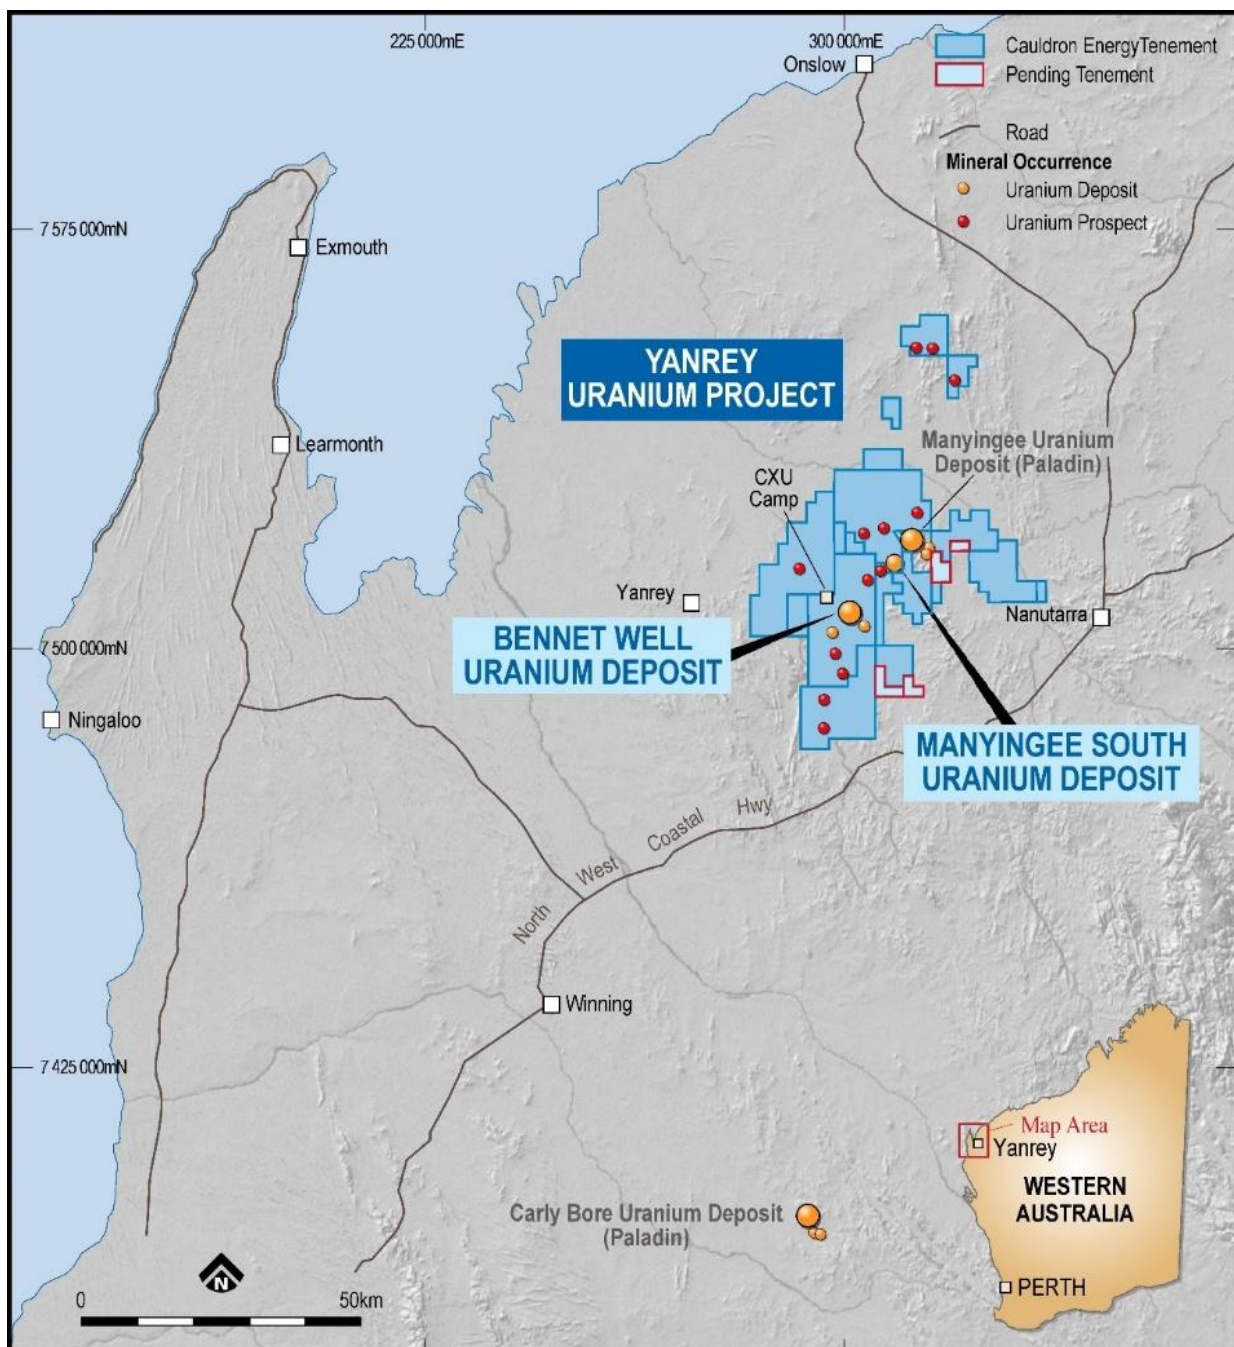 225 000mE
300 000mE
Onslow
Cauldron EnergyTenement
Pending Tenement
Road
Mineral Occurrence
Uranium Deposit
Uranium Prospect
7 575 000mN
Exmouth
YANREY
URANIUM PROJECT
Learmonth
Manyingee Uranium
Deposit (Paladin)
CXU
Camp
Yanrey
Nanutarra
BENNET WELL
URANIUM DEPOSIT
7 500 000mN
Ningaloo
MANYINGEE SOUTH
URANIUM DEPOSIT
North West Coastal Hwy
Winning
7 425 000mN
Map Area
Yanrey
WESTERN
AUSTRALIA
Carly Bore Uranium Deposit
(Paladin)
N
PERTH
0 50km